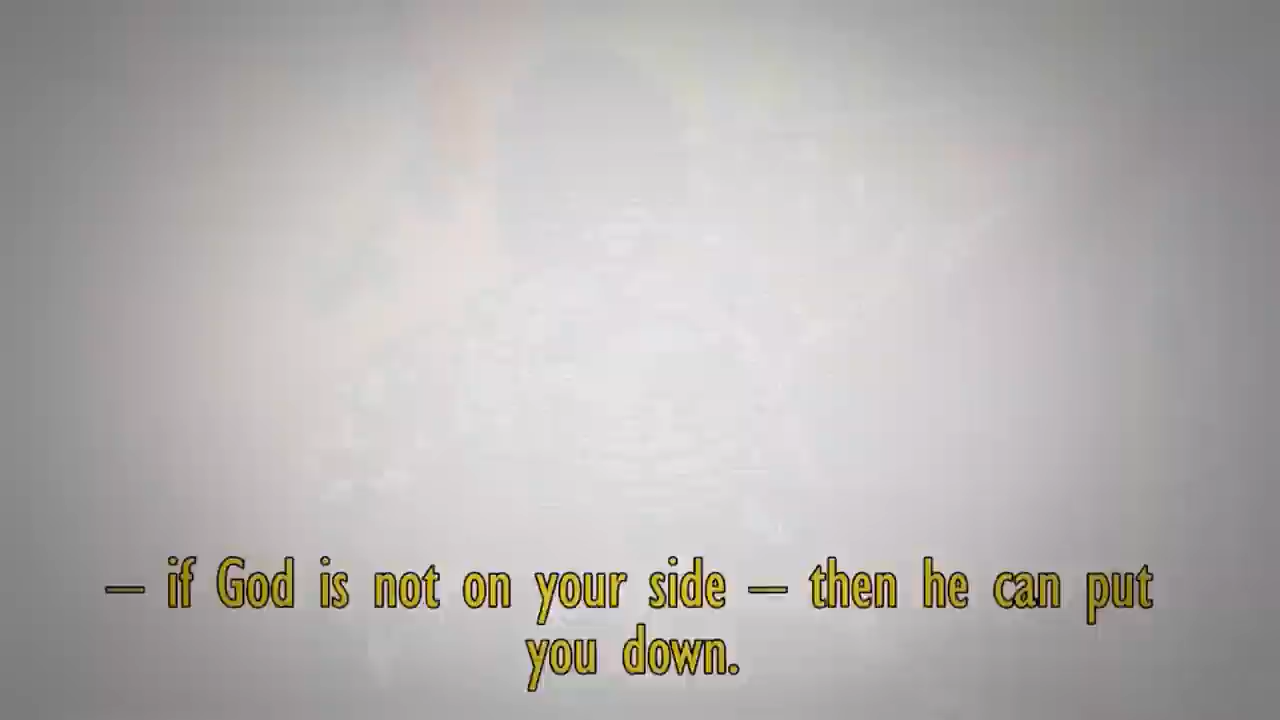 — if God is not on your side — then he can put
you down.